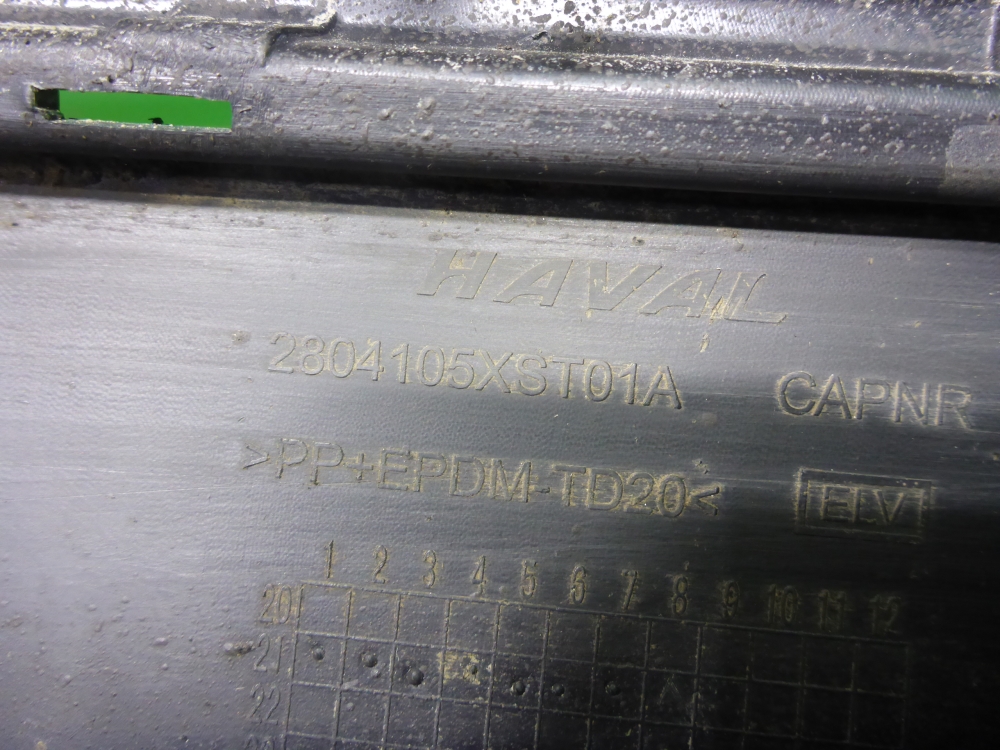 HAVAL
2804105XST01A CAPNR
>PP+EPDM-TD20< ELV
1 2 3 4 5 6 7 8 9 10 11 12
20
21
22